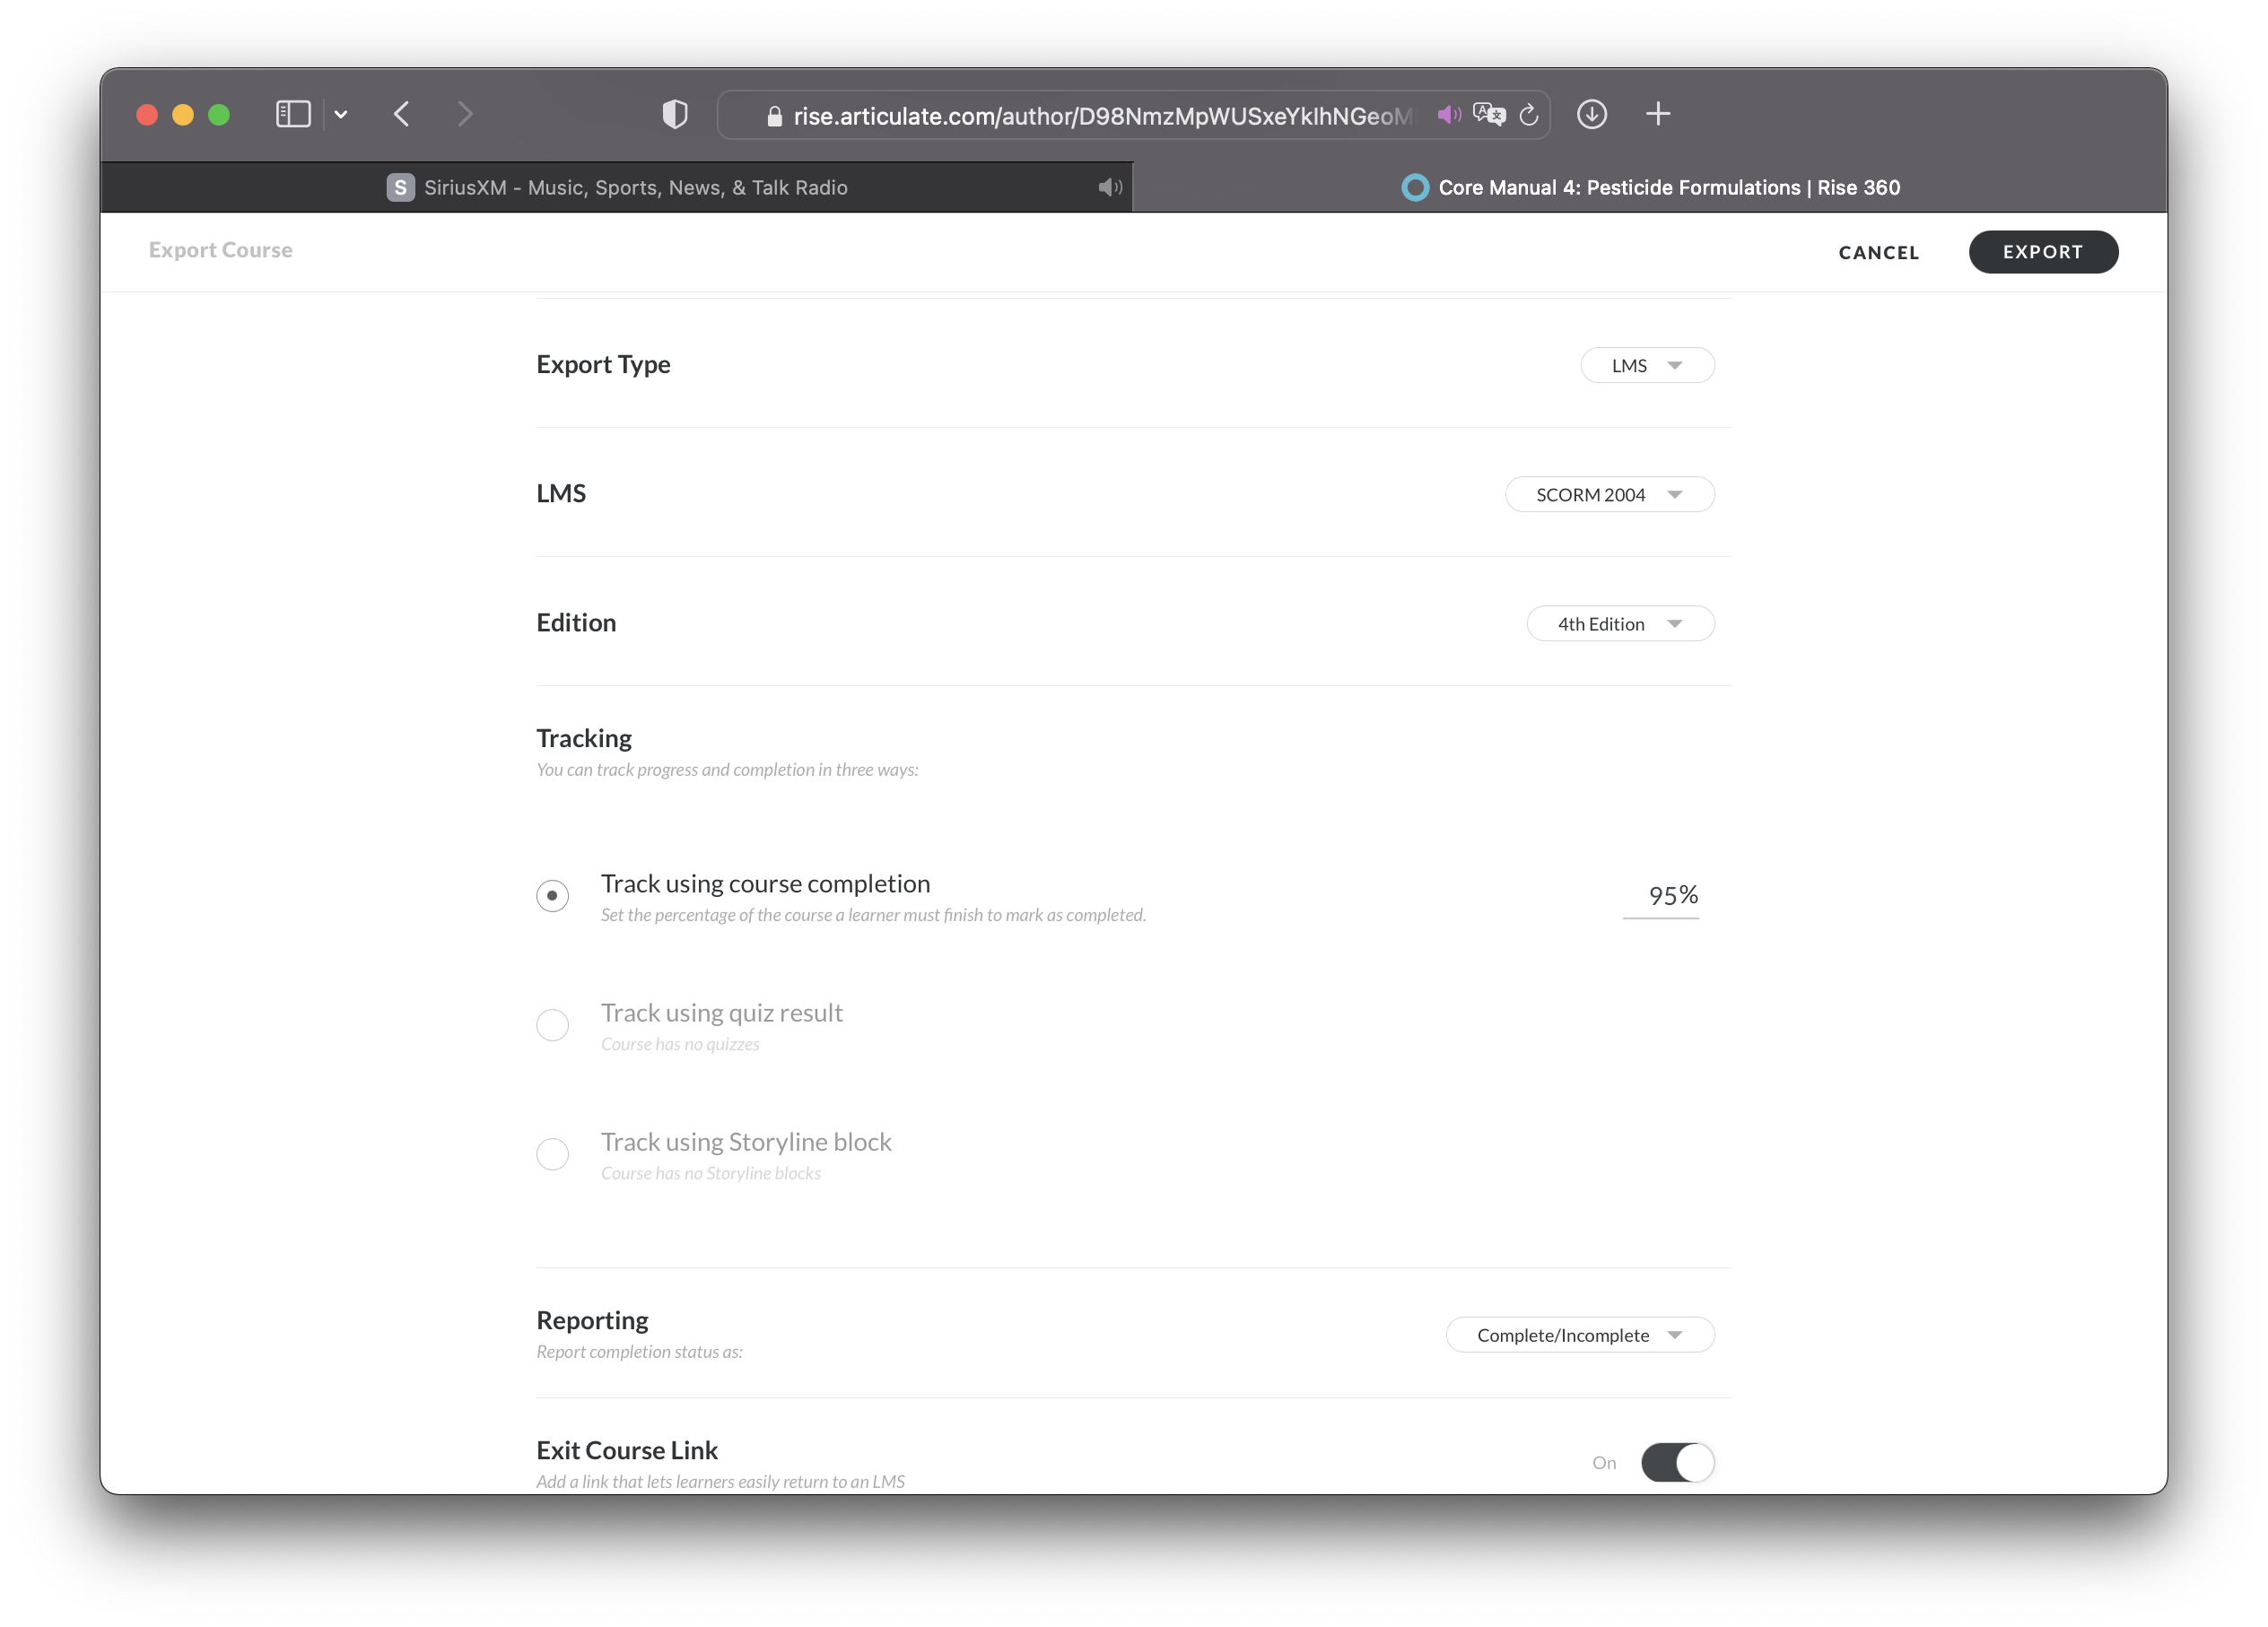 rise.articulate.com/author/D98NmzMpWUSxeYklhNGeoM
S SiriusXM - Music, Sports, News, & Talk Radio
Core Manual 4: Pesticide Formulations | Rise 360
Export Course
CANCEL
EXPORT
Export Type
LMS
LMS
SCORM 2004
Edition
4th Edition
Tracking
You can track progress and completion in three ways:
Track using course completion
Set the percentage of the course a learner must finish to mark as completed.
95%
Track using quiz result
Course has no quizzes
Track using Storyline block
Course has no Storyline blocks
Reporting
Report completion status as:
Complete/Incomplete
Exit Course Link
Add a link that lets learners easily return to an LMS
On